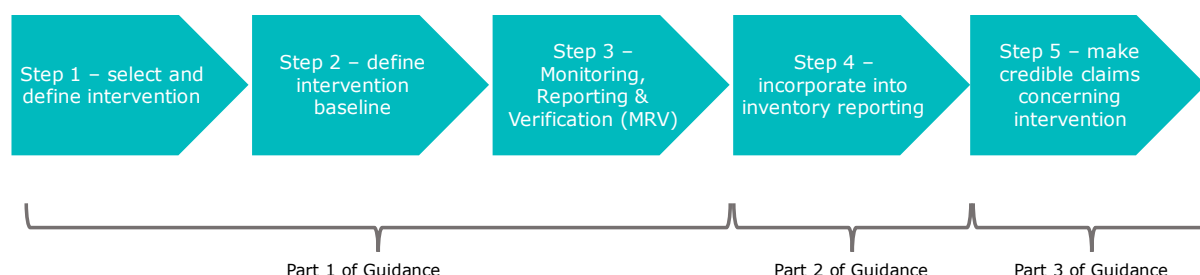 Step 1 – select and
define intervention
Step 2 – define
intervention
baseline
Step 3 –
Monitoring,
Reporting &
Verification (MRV)
Step 4 –
incorporate into
inventory reporting
Step 5 – make
credible claims
concerning
intervention
Part 1 of Guidance
Part 2 of Guidance
Part 3 of Guidance